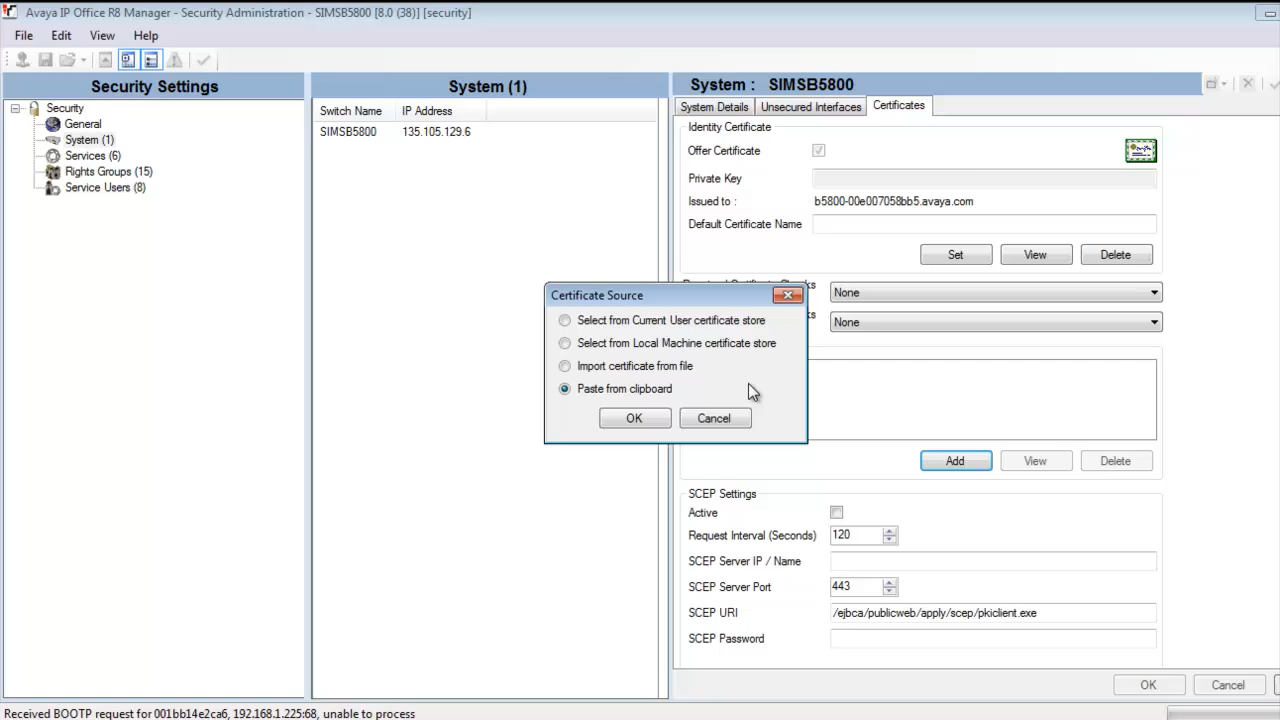 Avaya IP Office R8 Manager - Security Administration - SIMSB5800 [8.0 (38)] [security]
File Edit View Help
Security Settings
Security
General
System (1)
Services (6)
Rights Groups (15)
Service Users (8)
System (1)
Switch Name IP Address
SIMSB5800 135.105.129.6
System : SIMSB5800
System Details Unsecured Interfaces Certificates
Identity Certificate
Offer Certificate
Private Key
Issued to : b5800-00e007058bb5.avaya.com
Default Certificate Name
Set View Delete
None
None
Certificate Source
Select from Current User certificate store
Select from Local Machine certificate store
Import certificate from file
Paste from clipboard
OK Cancel
Add View Delete
SCEP Settings
Active
Request Interval (Seconds) 120
SCEP Server IP / Name
SCEP Server Port 443
SCEP URI /ejbca/publicweb/apply/scep/pkiclient.exe
SCEP Password
OK Cancel
Received BOOTP request for 001bb14e2ca6, 192.168.1.225:68, unable to process